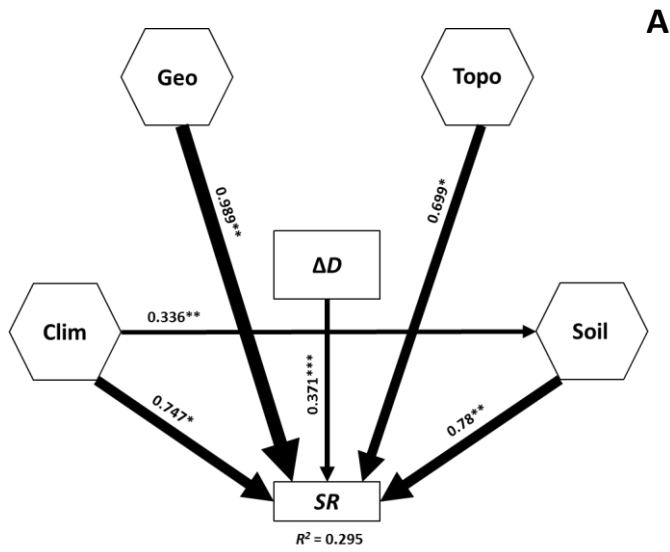 A
Geo
Topo
0.989**
0.699*
ΔD
Clim
0.336**
Soil
0.371***
0.747*
0.78**
SR
R² = 0.295